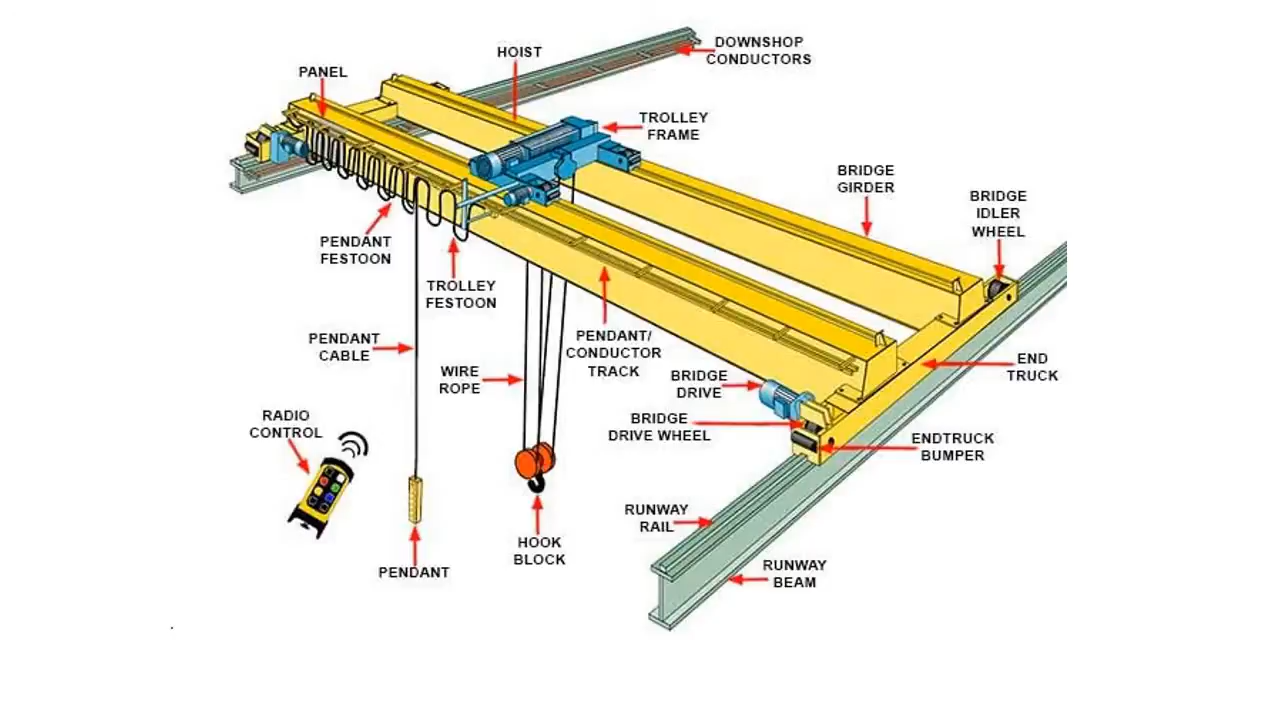 HOIST
DOWNSHOP
CONDUCTORS
PANEL
TROLLEY
FRAME
BRIDGE
GIRDER
BRIDGE
IDLER
WHEEL
PENDANT
FESTOON
TROLLEY
FESTOON
PENDANT/
CONDUCTOR
TRACK
PENDANT
CABLE
WIRE
ROPE
BRIDGE
DRIVE
END
TRUCK
RADIO
CONTROL
BRIDGE
DRIVE WHEEL
ENDTRUCK
BUMPER
RUNWAY
RAIL
HOOK
BLOCK
PENDANT
RUNWAY
BEAM